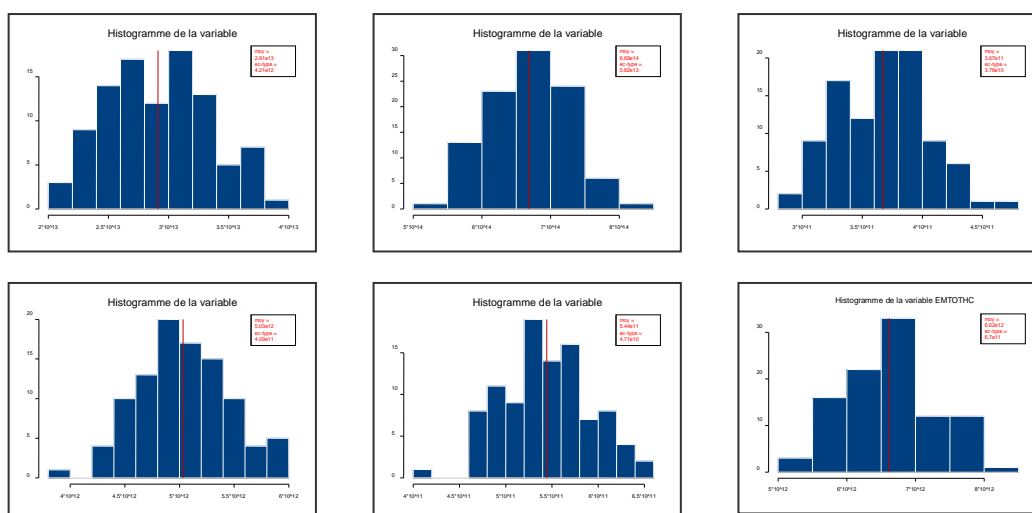 Histogramme de la variable
moy =
2.91e13
ec-type =
4.21e12
15
10
5
0
2*10^13
2.5*10^13
3*10^13
3.5*10^13
4*10^13
Histogramme de la variable
moy =
6.69e14
ec-type =
5.82e13
30
25
20
15
10
5
0
5*10^14
6*10^14
7*10^14
8*10^14
Histogramme de la variable
moy =
3.67e11
ec-type =
3.76e10
20
15
10
5
0
3*10^11
3.5*10^11
4*10^11
4.5*10^11
Histogramme de la variable
moy =
5.03e12
ec-type =
4.09e11
20
15
10
5
0
4*10^12
4.5*10^12
5*10^12
5.5*10^12
6*10^12
Histogramme de la variable
moy =
5.44e11
ec-type =
4.71e10
15
10
5
0
4*10^11
4.5*10^11
5*10^11
5.5*10^11
6*10^11
6.5*10^11
Histogramme de la variable EMTOTHC
moy =
6.62e12
ec-type =
6.7e11
30
20
10
0
5*10^12
6*10^12
7*10^12
8*10^12